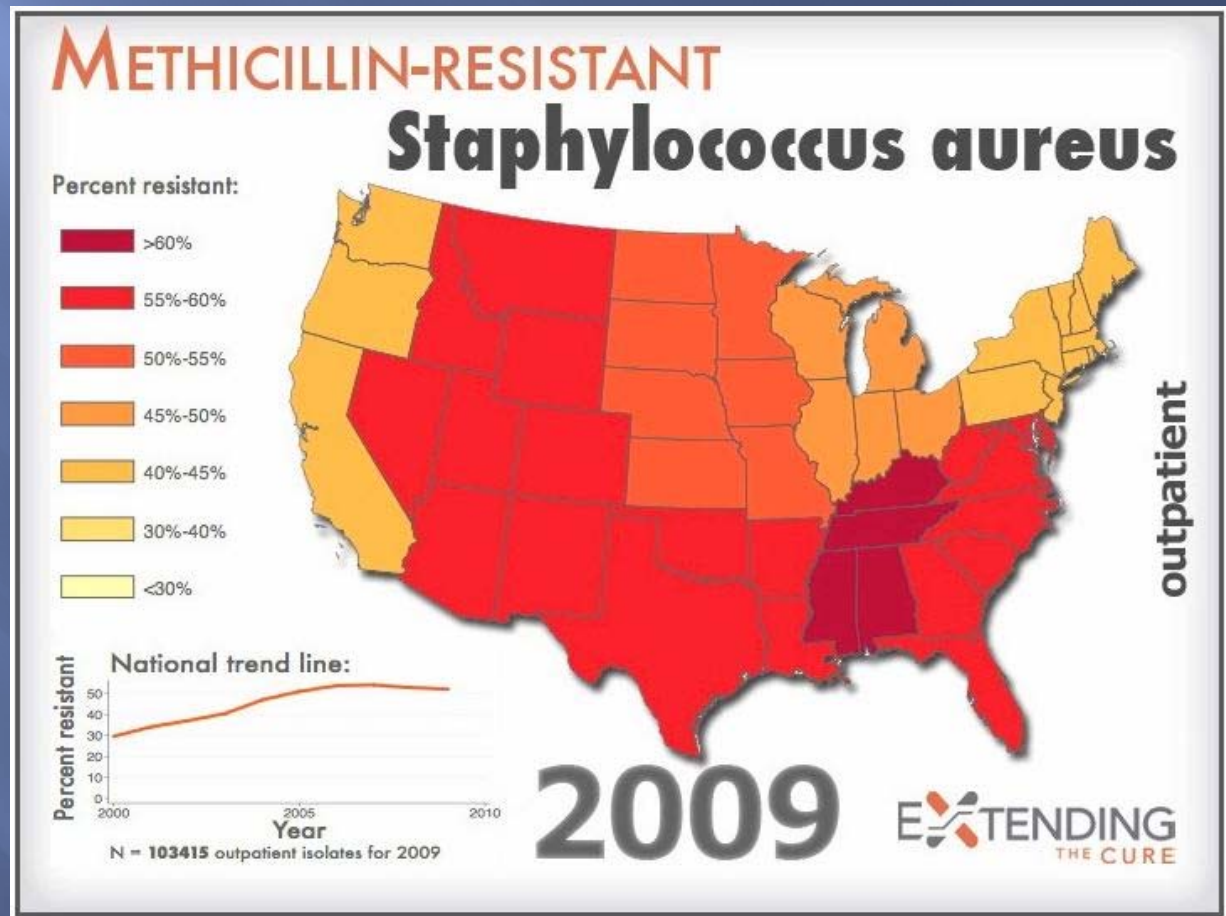 METHICILLIN-RESISTANT
Staphylococcus aureus
Percent resistant:
>60%
55%-60%
50%-55%
45%-50%
40%-45%
30%-40%
<30%
outpatient
National trend line:
Percent resistant
50
40
30
20
10
0
2000 2005 2010
Year
N = 103415 outpatient isolates for 2009
2009
EXTENDING
THE CURE